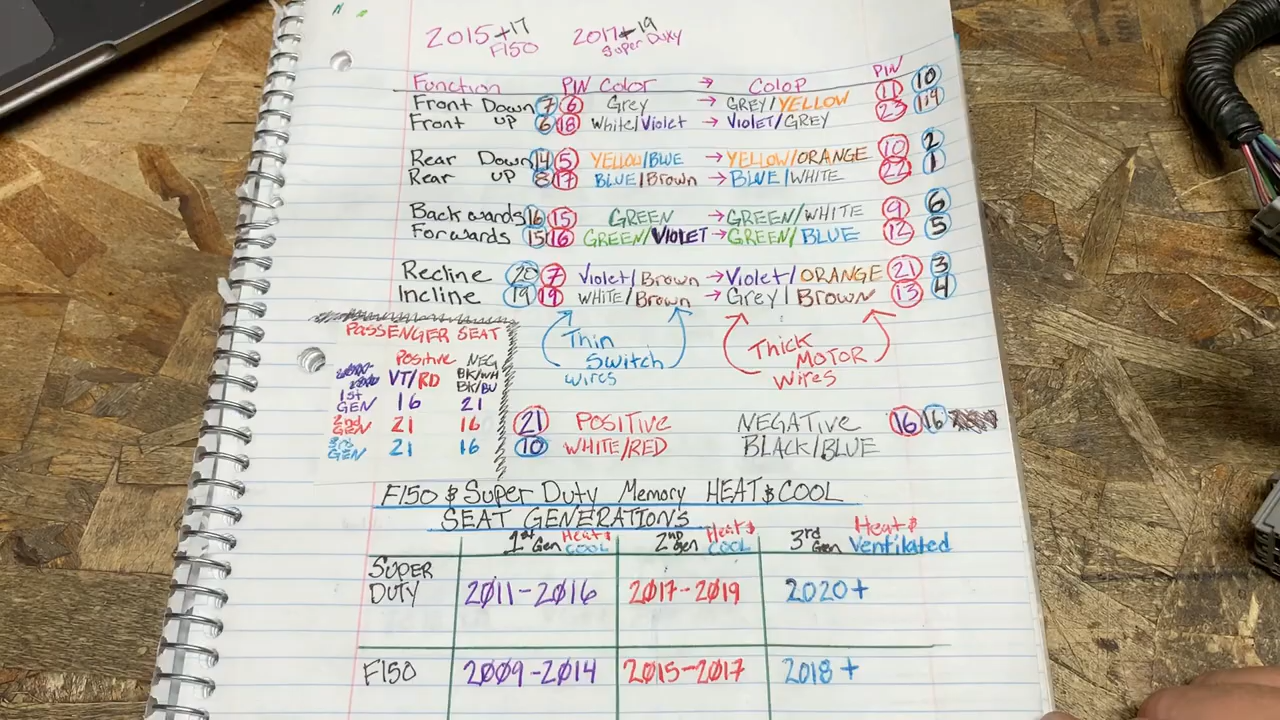 2015+17 2017-19
F150 Super Duty
Function PIN Color → Color PIN
Front Down 7 6 Grey → GREY/YELLOW 11 10
Front up 6 18 White/Violet → Violet/GREY 23 119
Rear Down 14 5 YELLOW/BLUE → YELLOW/ORANGE 10 2
Rear up 8 17 BLUE/Brown → BLUE/WHITE 22 1
Backwards 16 15 GREEN → GREEN/WHITE 9 6
Forwards 15 16 GREEN/VIOLET → GREEN/BLUE 12 5
Recline 20 7 Violet/Brown → Violet/ORANGE 21 3
Incline 19 19 WHITE/Brown → Grey/Brown 13 4
Thin Switch wires
Thick MOTOR Wires
PASSENGER SEAT
Positive NEG
VT/RD BK/WH
BK/BU
1st GEN 16 21
2nd GEN 21 16
3rd GEN 21 16
21 POSITIVE NEGATIVE 16 16
10 WHITE/RED BLACK/BLUE
F150 & Super Duty Memory HEAT & COOL
SEAT GENERATIONS
1st Gen Heat & COOL 2nd Gen Heat & COOL 3rd Gen Heat & Ventilated
SUPER DUTY 2011-2016 2017-2019 2020+
F150 2009-2014 2015-2017 2018+